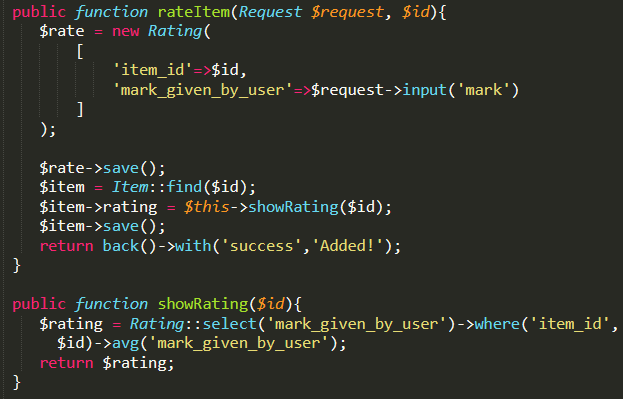 public function rateItem(Request $request, $id){
$rate = new Rating(
[
'item_id'=>$id,
'mark_given_by_user'=>$request->input('mark')
]
);
$rate->save();
$item = Item::find($id);
$item->rating = $this->showRating($id);
$item->save();
return back()->with('success','Added!');
}
public function showRating($id){
$rating = Rating::select('mark_given_by_user')->where('item_id',
$id)->avg('mark_given_by_user');
return $rating;
}